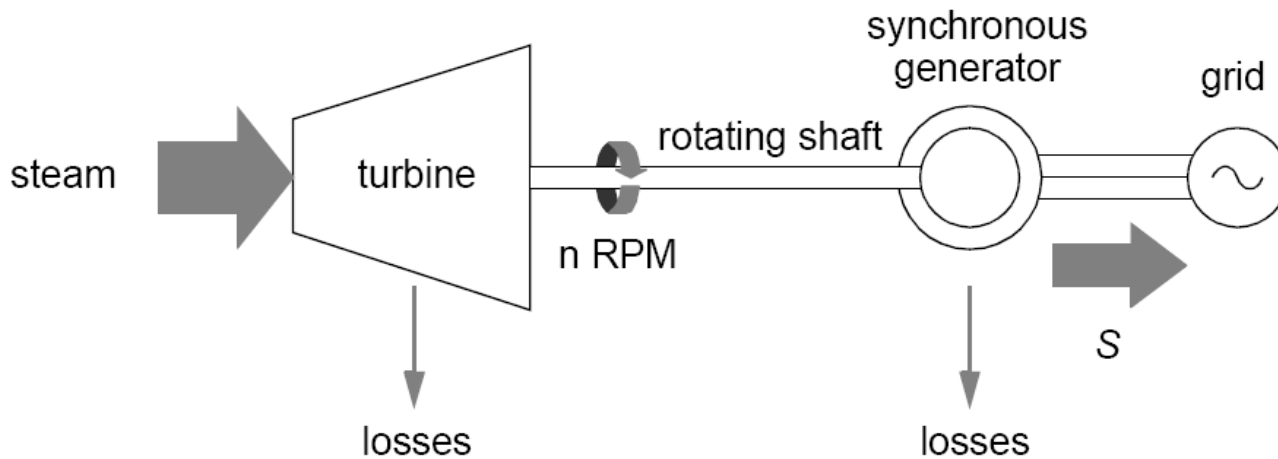 synchronous
generator
grid
rotating shaft
steam
turbine
n RPM
S
losses
losses